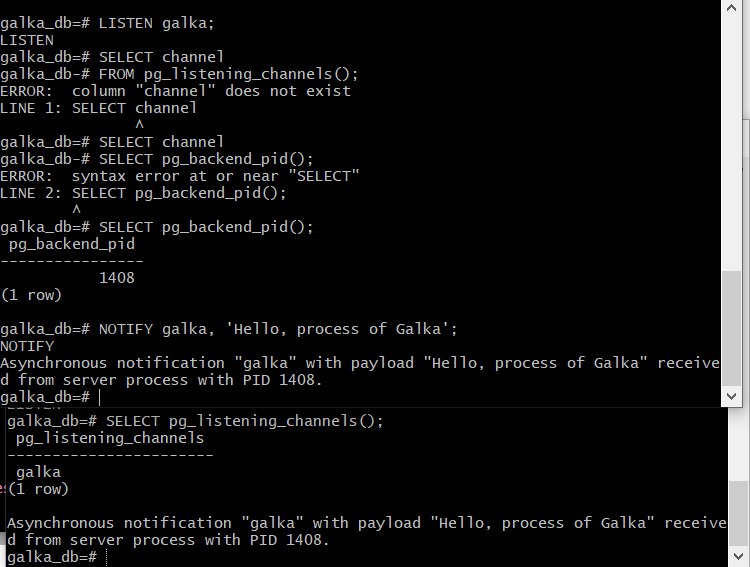 galka_db=# LISTEN galka;
LISTEN
galka_db=# SELECT channel
galka_db-# FROM pg_listening_channels();
ERROR:  column "channel" does not exist
LINE 1: SELECT channel
               ^
galka_db=# SELECT channel
galka_db-# SELECT pg_backend_pid();
ERROR:  syntax error at or near "SELECT"
LINE 2: SELECT pg_backend_pid();
        ^
galka_db=# SELECT pg_backend_pid();
 pg_backend_pid
----------------
           1408
(1 row)
galka_db=# NOTIFY galka, 'Hello, process of Galka';
NOTIFY
Asynchronous notification "galka" with payload "Hello, process of Galka" receive
d from server process with PID 1408.
galka_db=#
galka_db=# SELECT pg_listening_channels();
 pg_listening_channels
-----------------------
 galka
(1 row)
Asynchronous notification "galka" with payload "Hello, process of Galka" receive
d from server process with PID 1408.
galka_db=#